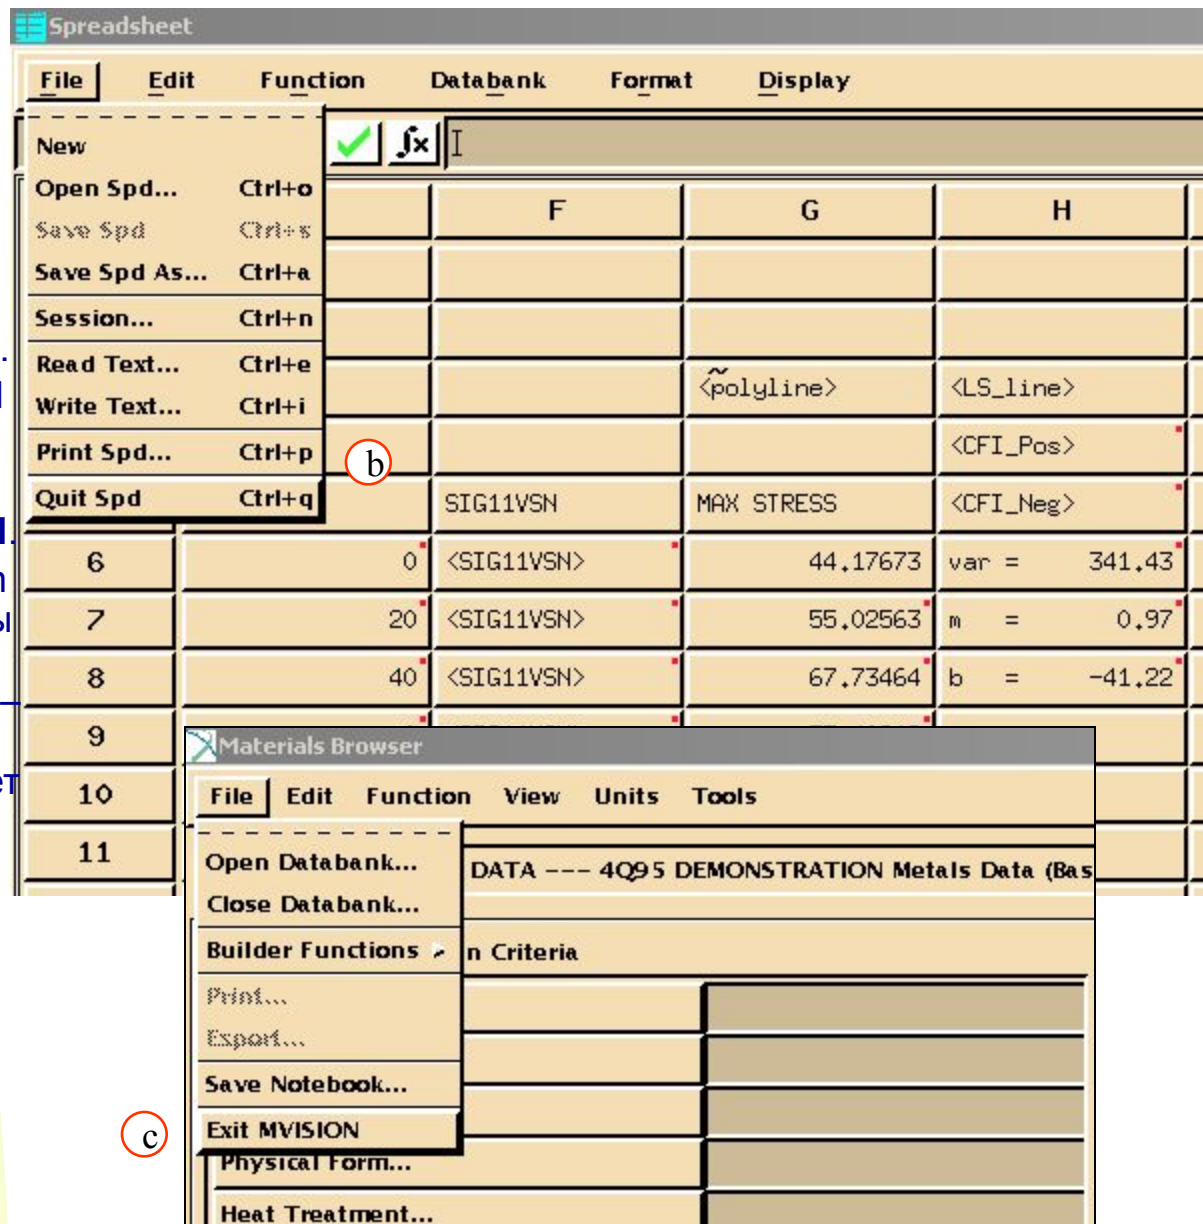 Spreadsheet
File Edit Function Databank Format Display
New
Open Spd... Ctrl+o
Save Spd Ctrl+s
Save Spd As... Ctrl+a
Session... Ctrl+n
Read Text... Ctrl+e
Write Text... Ctrl+i
Print Spd... Ctrl+p
Quit Spd Ctrl+q
b
F G H
<polyline> <LS_line>
<CFI_Pos>
SIG11VSN MAX STRESS <CFI_Neg>
6 0 <SIG11VSN> 44.17673 var = 341.43
7 20 <SIG11VSN> 55.02563 m = 0.97
8 40 <SIG11VSN> 67.73464 b = -41.22
9
10
11
Materials Browser
File Edit Function View Units Tools
Open Databank...
Close Databank...
Builder Functions
Print...
Export...
Save Notebook...
Exit MVISION
c
DATA --- 4Q95 DEMONSTRATION Metals Data (Bas
n Criteria
Physical Form...
Heat Treatment...